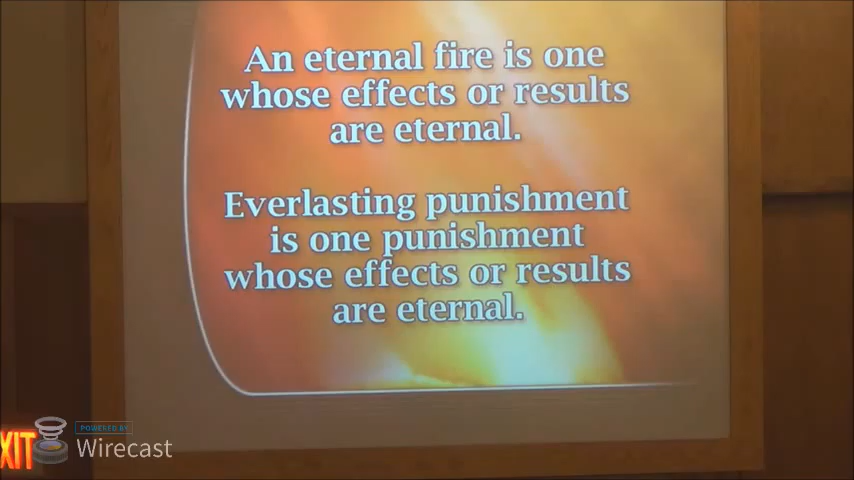 An eternal fire is one
whose effects or results
are eternal.
Everlasting punishment
is one punishment
whose effects or results
are eternal.
XIT
POWERED BY
Wirecast